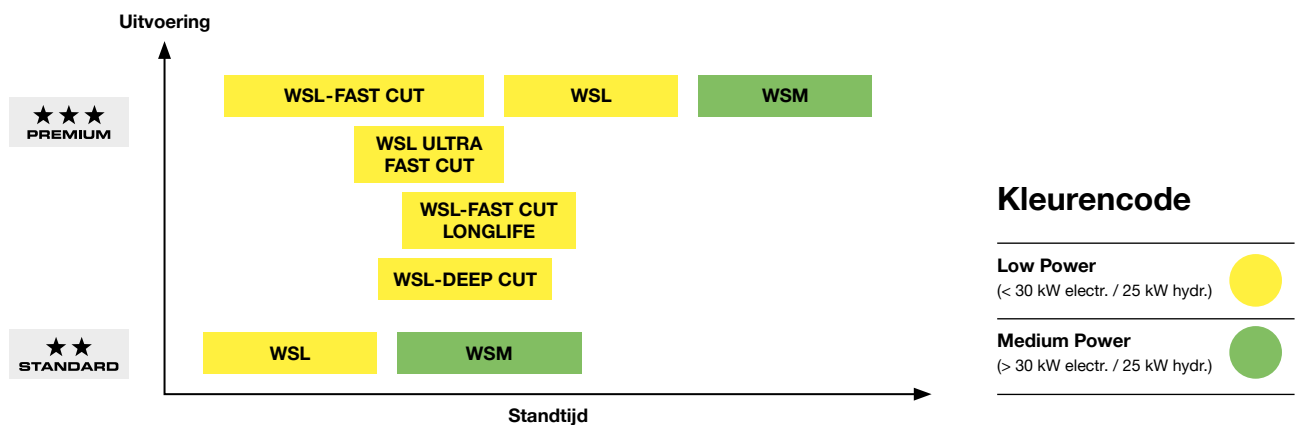 Uitvoering
★★★
PREMIUM
WSL-FAST CUT
WSL
WSM
WSL ULTRA
FAST CUT
WSL-FAST CUT
LONGLIFE
WSL-DEEP CUT
★★
STANDARD
WSL
WSM
Standtijd
Kleurencode
Low Power
(< 30 kW electr. / 25 kW hydr.)
Medium Power
(> 30 kW electr. / 25 kW hydr.)